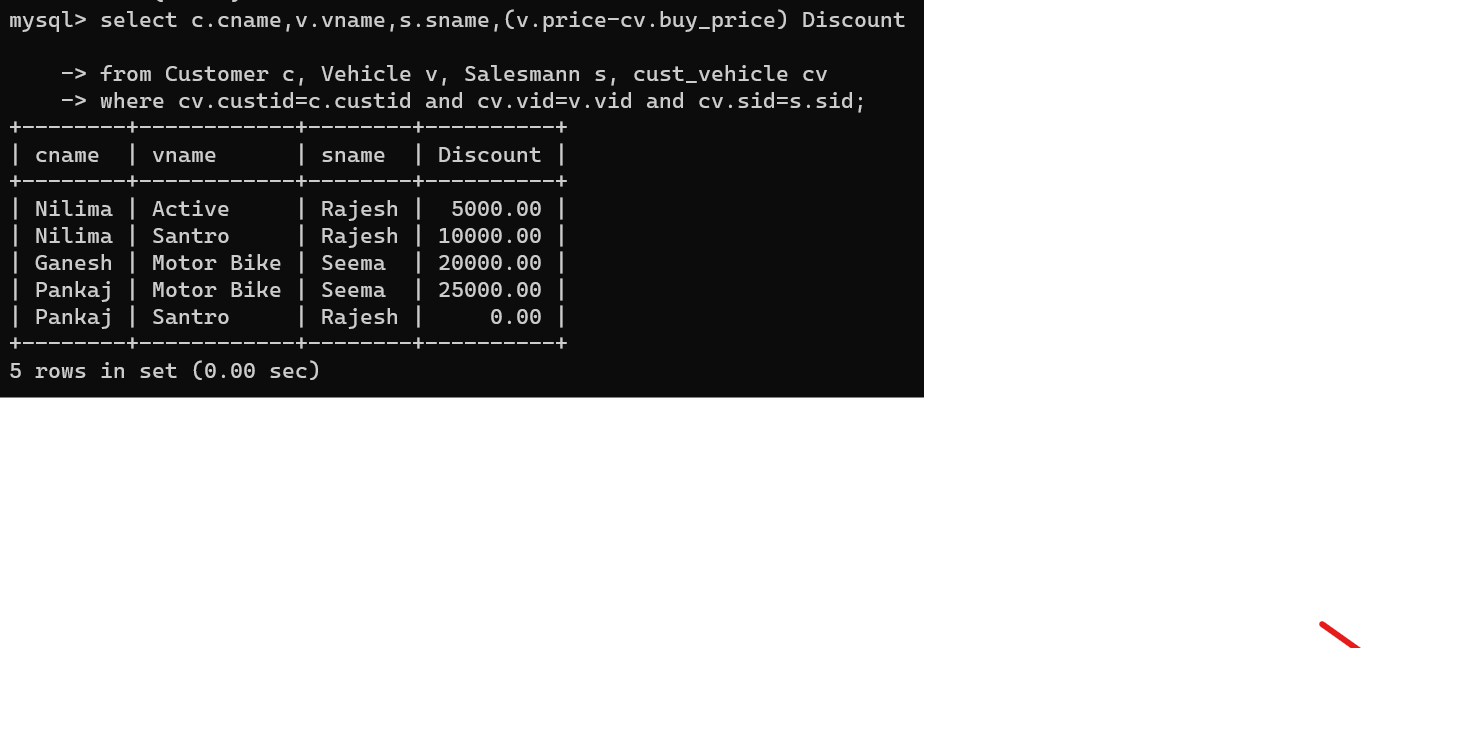 mysql> select c.cname,v.vname,s.sname,(v.price-cv.buy_price) Discount
    -> from Customer c, Vehicle v, Salesmann s, cust_vehicle cv
    -> where cv.custid=c.custid and cv.vid=v.vid and cv.sid=s.sid;
+--------+------------+--------+----------+
| cname  | vname      | sname  | Discount |
+--------+------------+--------+----------+
| Nilima | Active     | Rajesh |  5000.00 |
| Nilima | Santro     | Rajesh | 10000.00 |
| Ganesh | Motor Bike | Seema  | 20000.00 |
| Pankaj | Motor Bike | Seema  | 25000.00 |
| Pankaj | Santro     | Rajesh |     0.00 |
+--------+------------+--------+----------+
5 rows in set (0.00 sec)